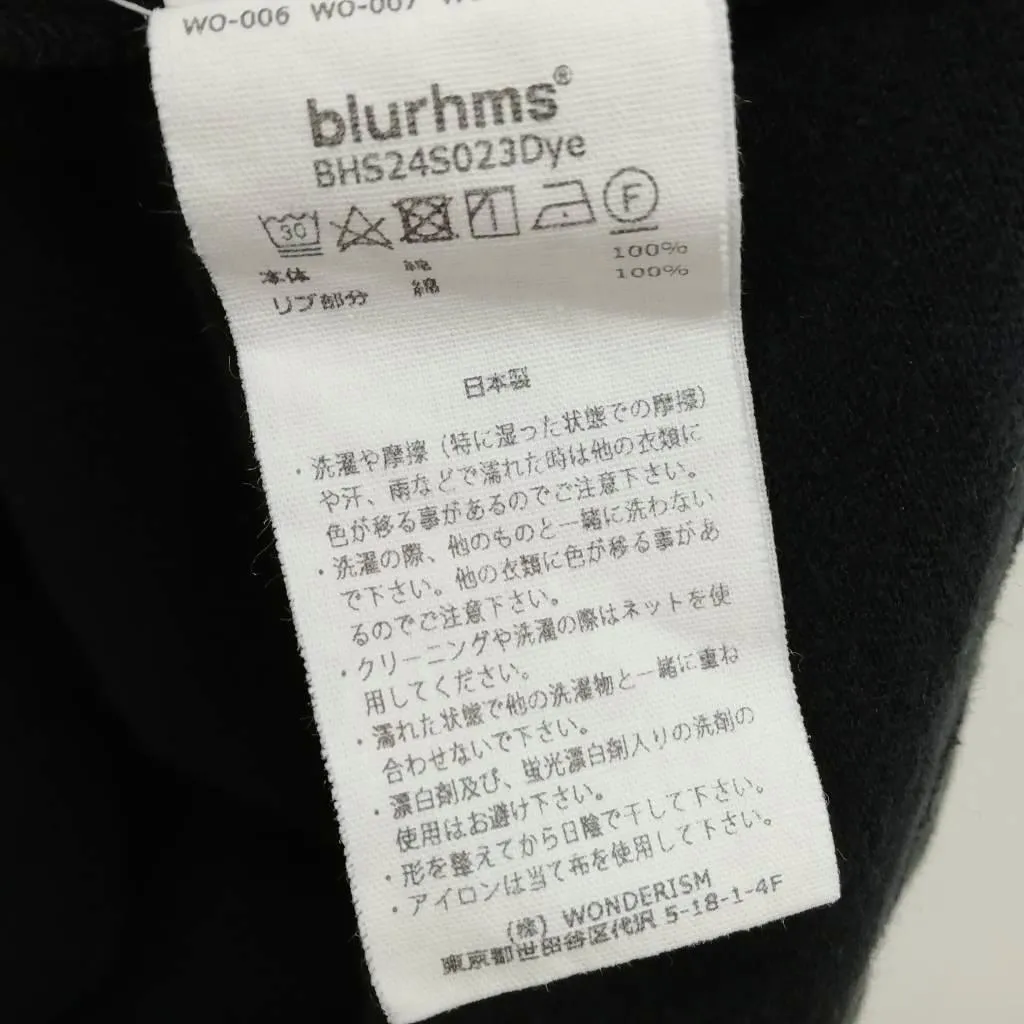 WO-006 WO-007
blurhms®
BHS24S023Dye
30 F
本体 綿 100%
リブ部分 綿 100%
日本製
・洗濯や摩擦（特に湿った状態での摩擦）
や汗、雨などで濡れた時は他の衣類に
色が移る事があるのでご注意下さい。
・洗濯の際、他のものと一緒に洗わない
で下さい。他の衣類に色が移る事があ
るのでご注意下さい。
・クリーニングや洗濯の際はネットを使
用してください。
・濡れた状態で他の洗濯物と一緒に重ね
合わせないで下さい。
・漂白剤及び、蛍光漂白剤入りの洗剤の
使用はお避け下さい。
・形を整えてから日陰で干して下さい。
・アイロンは当て布を使用して下さい。
（株）WONDERISM
東京都世田谷区代沢 5-18-1-4F